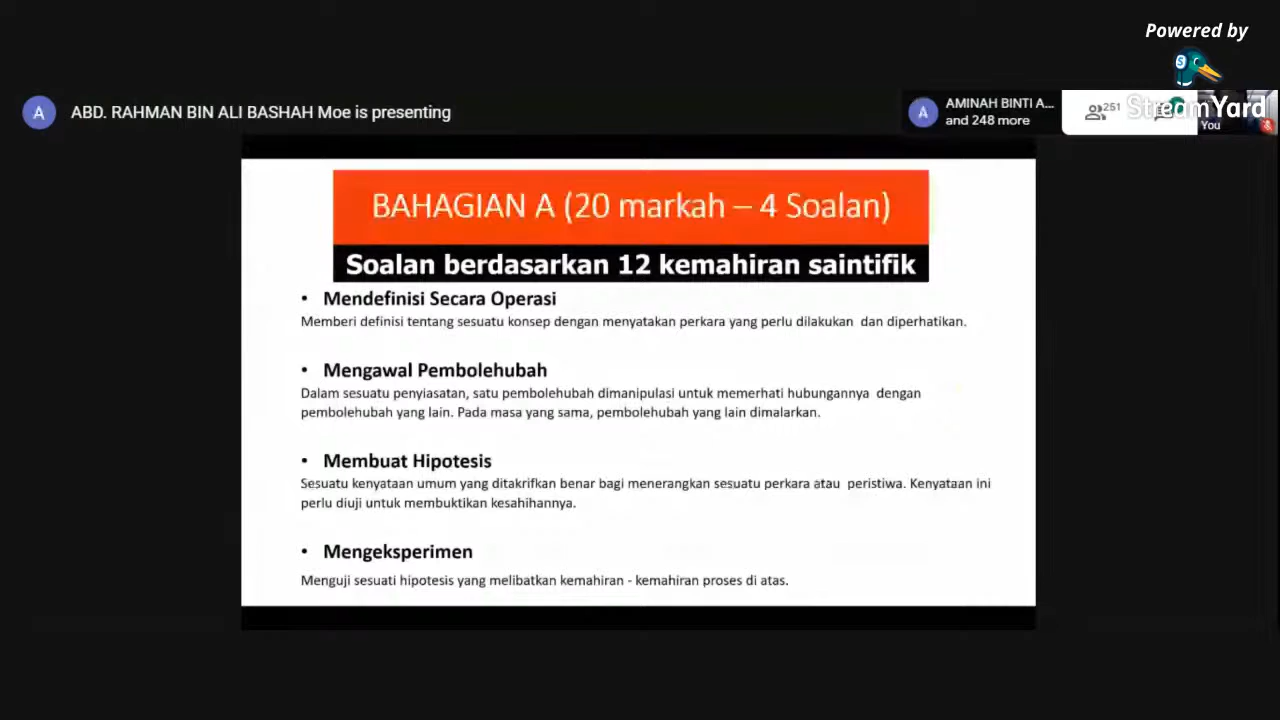 Powered by
StreamYard
A
ABD. RAHMAN BIN ALI BASHAH Moe is presenting
A
AMINAH BINTI A...
and 248 more
251
You
BAHAGIAN A (20 markah – 4 Soalan)
Soalan berdasarkan 12 kemahiran saintifik
• Mendefinisi Secara Operasi
Memberi definisi tentang sesuatu konsep dengan menyatakan perkara yang perlu dilakukan dan diperhatikan.
• Mengawal Pembolehubah
Dalam sesuatu penyiasatan, satu pembolehubah dimanipulasi untuk memerhati hubungannya dengan
pembolehubah yang lain. Pada masa yang sama, pembolehubah yang lain dimalarkan.
• Membuat Hipotesis
Sesuatu kenyataan umum yang ditakrifkan benar bagi menerangkan sesuatu perkara atau peristiwa. Kenyataan ini
perlu diuji untuk membuktikan kesahihannya.
• Mengeksperimen
Menguji sesuati hipotesis yang melibatkan kemahiran - kemahiran proses di atas.